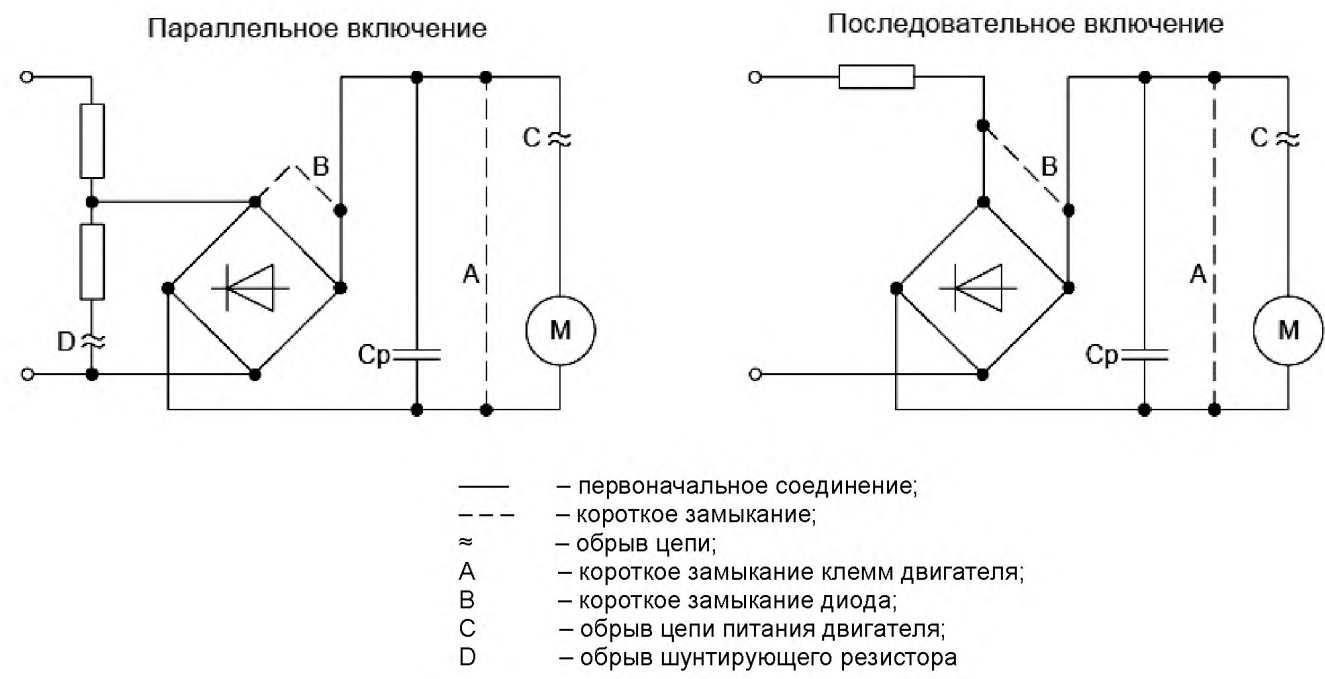 Параллельное включение
Последовательное включение
B
C
A
D
Cp
M
B
C
A
Cp
M
– первоначальное соединение;
– короткое замыкание;
≈ – обрыв цепи;
A – короткое замыкание клемм двигателя;
B – короткое замыкание диода;
C – обрыв цепи питания двигателя;
D – обрыв шунтирующего резистора